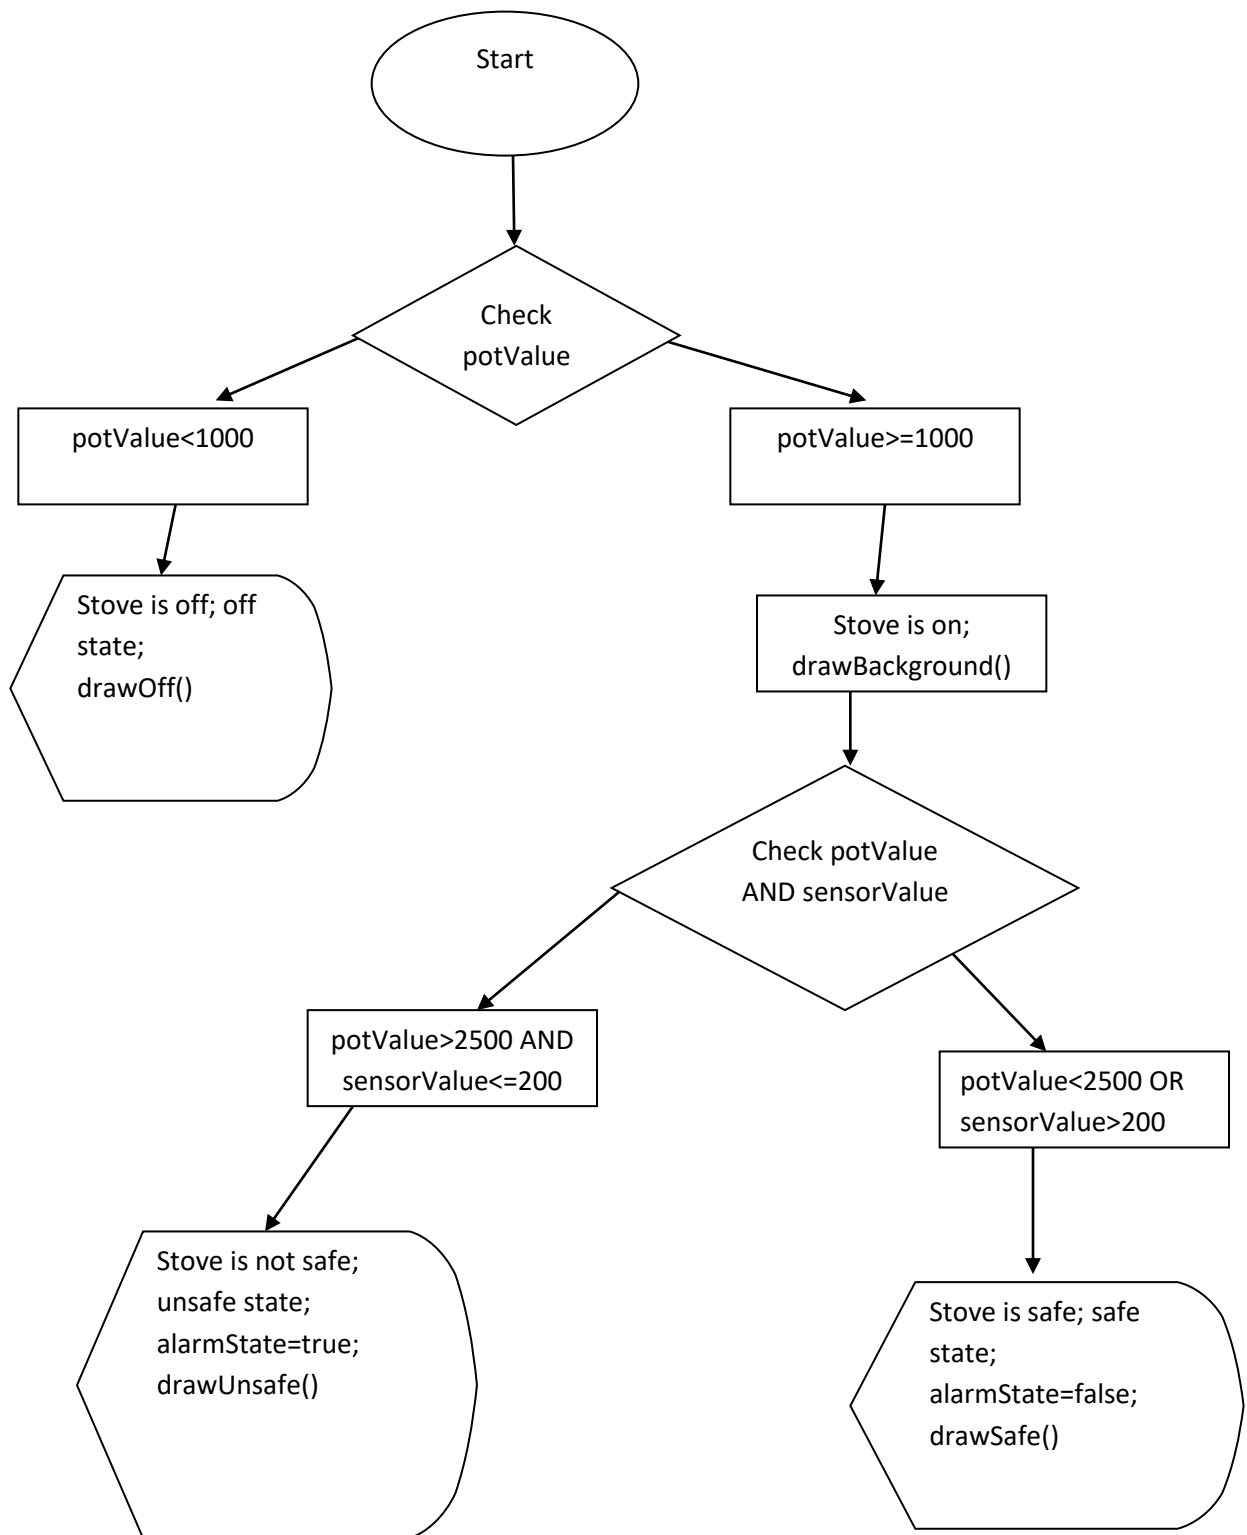 Start
Check
potValue
potValue<1000
potValue>=1000
Stove is off; off
state;
drawOff()
Stove is on;
drawBackground()
Check potValue
AND sensorValue
potValue>2500 AND
sensorValue<=200
potValue<2500 OR
sensorValue>200
Stove is not safe;
unsafe state;
alarmState=true;
drawUnsafe()
Stove is safe; safe
state;
alarmState=false;
drawSafe()